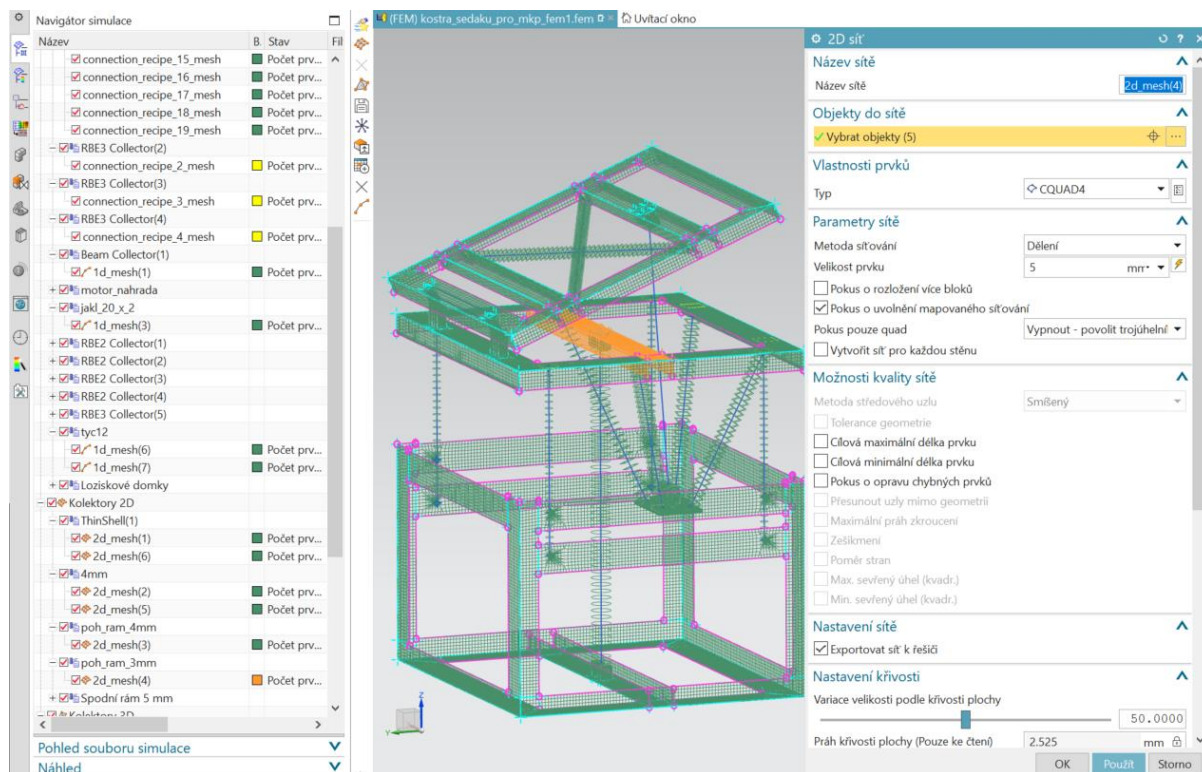 Navigátor simulace
Název B. Stav Fil
connection_recipe_15_mesh Počet prv...
connection_recipe_16_mesh Počet prv...
connection_recipe_17_mesh Počet prv...
connection_recipe_18_mesh Počet prv...
connection_recipe_19_mesh Počet prv...
RBE3 Collector(2)
connection_recipe_2_mesh Počet prv...
RBE3 Collector(3)
connection_recipe_3_mesh Počet prv...
RBE3 Collector(4)
connection_recipe_4_mesh Počet prv...
Beam Collector(1)
1d_mesh(1) Počet prv...
motor_nahrada
jakl_20_x_2
1d_mesh(3) Počet prv...
RBE2 Collector(1)
RBE2 Collector(2)
RBE2 Collector(3)
RBE2 Collector(4)
RBE3 Collector(5)
tyc12
1d_mesh(6) Počet prv...
1d_mesh(7) Počet prv...
Loziskové domky
Kolektory 2D
ThinShell(1)
2d_mesh(1) Počet prv...
2d_mesh(6) Počet prv...
4mm
2d_mesh(2) Počet prv...
2d_mesh(5) Počet prv...
poh_ram_4mm
2d_mesh(3) Počet prv...
poh_ram_3mm
2d_mesh(4) Počet prv...
Spodní rám 5 mm
Kolektory 3D
Pohled souboru simulace
Náhled
(FEM) kostra_sedaku_pro_mkp_fem1.fem
Uvítací okno
Z
Y
2D síť
Název sítě
Název sítě 2d_mesh(4)
Objekty do sítě
Vybrat objekty (5)
Vlastnosti prvků
Typ CQUAD4
Parametry sítě
Metoda síťování Dělení
Velikost prvku 5 mm
Pokus o rozložení více bloků
Pokus o uvolnění mapovaného síťování
Pokus pouze quad Vypnout - povolit trojúhelní
Vytvořit síť pro každou stěnu
Možnosti kvality sítě
Metoda středového uzlu Smíšený
Tolerance geometrie
Cílová maximální délka prvku
Cílová minimální délka prvku
Pokus o opravu chybných prvků
Přesunout uzly mimo geometrii
Maximální práh zkroucení
Zešikmení
Poměr stran
Max. sevřený úhel (kvadr.)
Min. sevřený úhel (kvadr.)
Nastavení sítě
Exportovat síť k řešiči
Nastavení křivosti
Variace velikosti podle křivosti plochy
50.0000
Práh křivosti plochy (Pouze ke čtení) 2.525 mm
OK Použít Storno